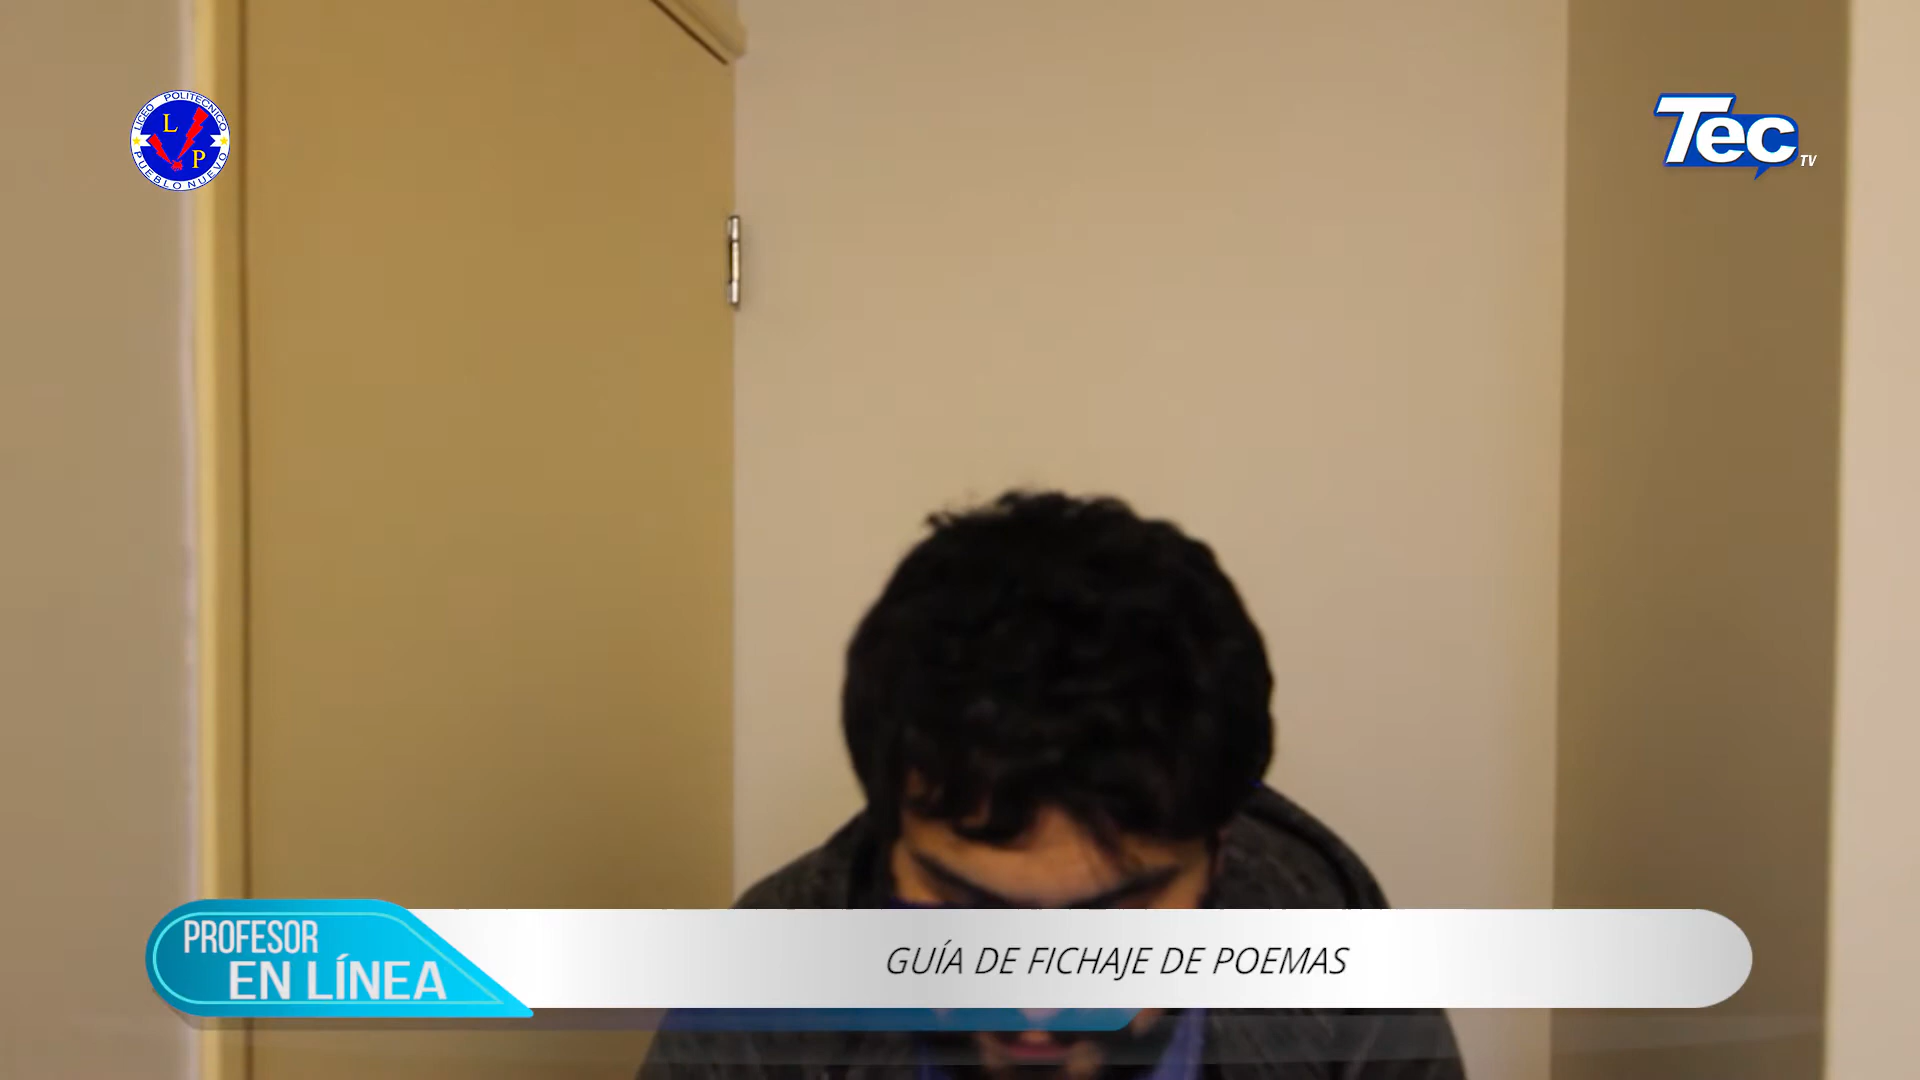 LICEO POLITECNICO
L P
PUEBLO NUEVO
Tec TV
PROFESOR
EN LÍNEA
GUÍA DE FICHAJE DE POEMAS